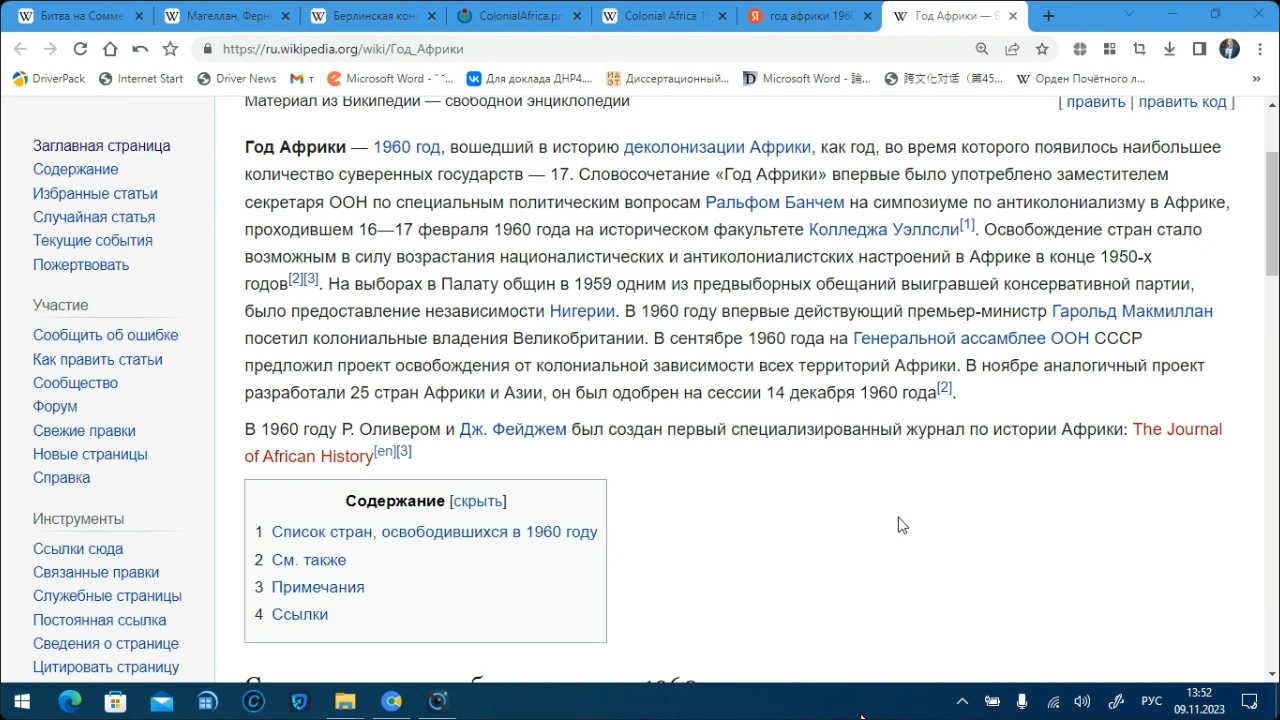 Битва на Сомме
Магеллан, Ферна
Берлинская кон
ColonialAfrica.pn
Colonial Africa 1
год африки 1960
Год Африки — В
https://ru.wikipedia.org/wiki/Год_Африки
DriverPack
Internet Start
Driver News
т
Microsoft Word - ˆˇ...
Для доклада ДНР4....
Диссертационный...
Microsoft Word - 論...
跨文化对话（第45...
Орден Почётного л...
»
Материал из Википедии — свободной энциклопедии
[ править | править код ]
Заглавная страница
Содержание
Избранные статьи
Случайная статья
Текущие события
Пожертвовать
Участие
Сообщить об ошибке
Как править статьи
Сообщество
Форум
Свежие правки
Новые страницы
Справка
Инструменты
Ссылки сюда
Связанные правки
Служебные страницы
Постоянная ссылка
Сведения о странице
Цитировать страницу
Год Африки — 1960 год, вошедший в историю деколонизации Африки, как год, во время которого появилось наибольшее
количество суверенных государств — 17. Словосочетание «Год Африки» впервые было употреблено заместителем
секретаря ООН по специальным политическим вопросам Ральфом Банчем на симпозиуме по антиколониализму в Африке,
проходившем 16—17 февраля 1960 года на историческом факультете Колледжа Уэллсли[1]. Освобождение стран стало
возможным в силу возрастания националистических и антиколониалистских настроений в Африке в конце 1950-х
годов[2][3]. На выборах в Палату общин в 1959 одним из предвыборных обещаний выигравшей консервативной партии,
было предоставление независимости Нигерии. В 1960 году впервые действующий премьер-министр Гарольд Макмиллан
посетил колониальные владения Великобритании. В сентябре 1960 года на Генеральной ассамблее ООН СССР
предложил проект освобождения от колониальной зависимости всех территорий Африки. В ноябре аналогичный проект
разработали 25 стран Африки и Азии, он был одобрен на сессии 14 декабря 1960 года[2].
В 1960 году Р. Оливером и Дж. Фейджем был создан первый специализированный журнал по истории Африки: The Journal
of African History[en][3]
Содержание [скрыть]
1 Список стран, освободившихся в 1960 году
2 См. также
3 Примечания
4 Ссылки
РУС
13:52
09.11.2023